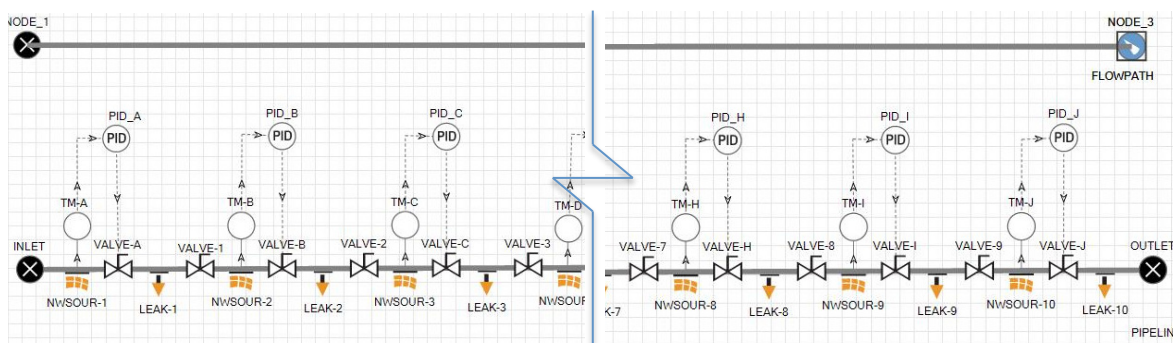 NODE_1
NODE_3
FLOWPATH
PID_A
PID_B
PID_C
PID_H
PID_I
PID_J
PID
PID
PID
PID
PID
PID
TM-A
TM-B
TM-C
TM-D
TM-H
TM-I
TM-J
INLET
VALVE-A
VALVE-1
VALVE-B
VALVE-2
VALVE-C
VALVE-3
VALVE-7
VALVE-H
VALVE-8
VALVE-I
VALVE-9
VALVE-J
OUTLET
NWSOUR-1
LEAK-1
NWSOUR-2
LEAK-2
NWSOUR-3
LEAK-3
NWSOUR
K-7
NWSOUR-8
LEAK-8
NWSOUR-9
LEAK-9
NWSOUR-10
LEAK-10
PIPELIN